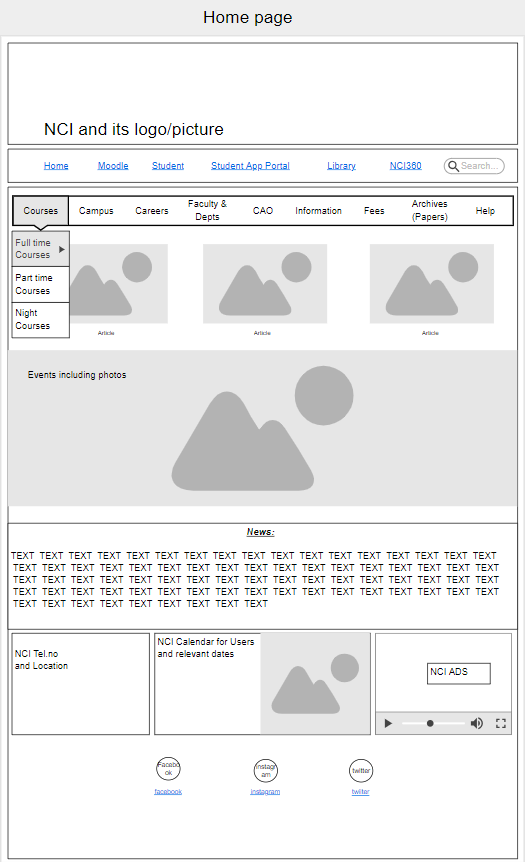 Home page
NCI and its logo/picture
Home Moodle Student Student App Portal Library NCI360 Search...
Courses Campus Careers Faculty & Depts CAO Information Fees Archives (Papers) Help
Full time
Courses
Part time
Courses
Night
Courses
Article Article Article
Events including photos
News:
TEXT TEXT TEXT TEXT TEXT TEXT TEXT TEXT TEXT TEXT TEXT TEXT TEXT TEXT TEXT TEXT TEXT
TEXT TEXT TEXT TEXT TEXT TEXT TEXT TEXT TEXT TEXT TEXT TEXT TEXT TEXT TEXT TEXT TEXT
TEXT TEXT TEXT TEXT TEXT TEXT TEXT TEXT TEXT TEXT TEXT TEXT TEXT TEXT TEXT TEXT TEXT
TEXT TEXT TEXT TEXT TEXT TEXT TEXT TEXT TEXT TEXT TEXT TEXT TEXT TEXT TEXT TEXT TEXT
TEXT TEXT TEXT TEXT TEXT TEXT TEXT TEXT TEXT
NCI Tel.no
and Location
NCI Calendar for Users
and relevant dates
NCI ADS
Facebo
ok
instagr
am
twitter
facebook instagram twiiter